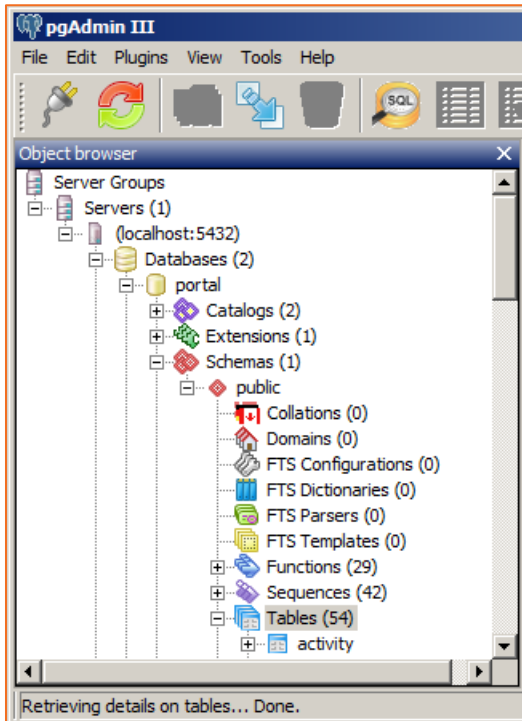 pgAdmin III
File Edit Plugins View Tools Help
SQL
Object browser
Server Groups
Servers (1)
(localhost:5432)
Databases (2)
portal
Catalogs (2)
Extensions (1)
Schemas (1)
public
Collations (0)
Domains (0)
FTS Configurations (0)
FTS Dictionaries (0)
FTS Parsers (0)
FTS Templates (0)
Functions (29)
Sequences (42)
Tables (54)
activity
Retrieving details on tables... Done.